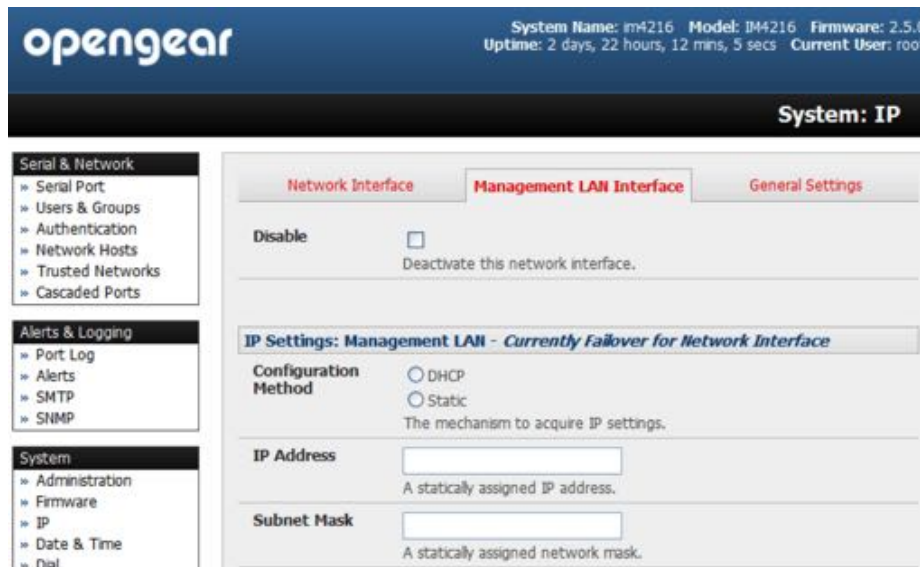 opengear
System Name: im4216 Model: IM4216 Firmware: 2.5.
Uptime: 2 days, 22 hours, 12 mins, 5 secs Current User: roo
System: IP
Serial & Network
» Serial Port
» Users & Groups
» Authentication
» Network Hosts
» Trusted Networks
» Cascaded Ports
Alerts & Logging
» Port Log
» Alerts
» SMTP
» SNMP
System
» Administration
» Firmware
» IP
» Date & Time
» Dial
Network Interface
Management LAN Interface
General Settings
Disable
Deactivate this network interface.
IP Settings: Management LAN - Currently Failover for Network Interface
Configuration Method
DHCP
Static
The mechanism to acquire IP settings.
IP Address
A statically assigned IP address.
Subnet Mask
A statically assigned network mask.